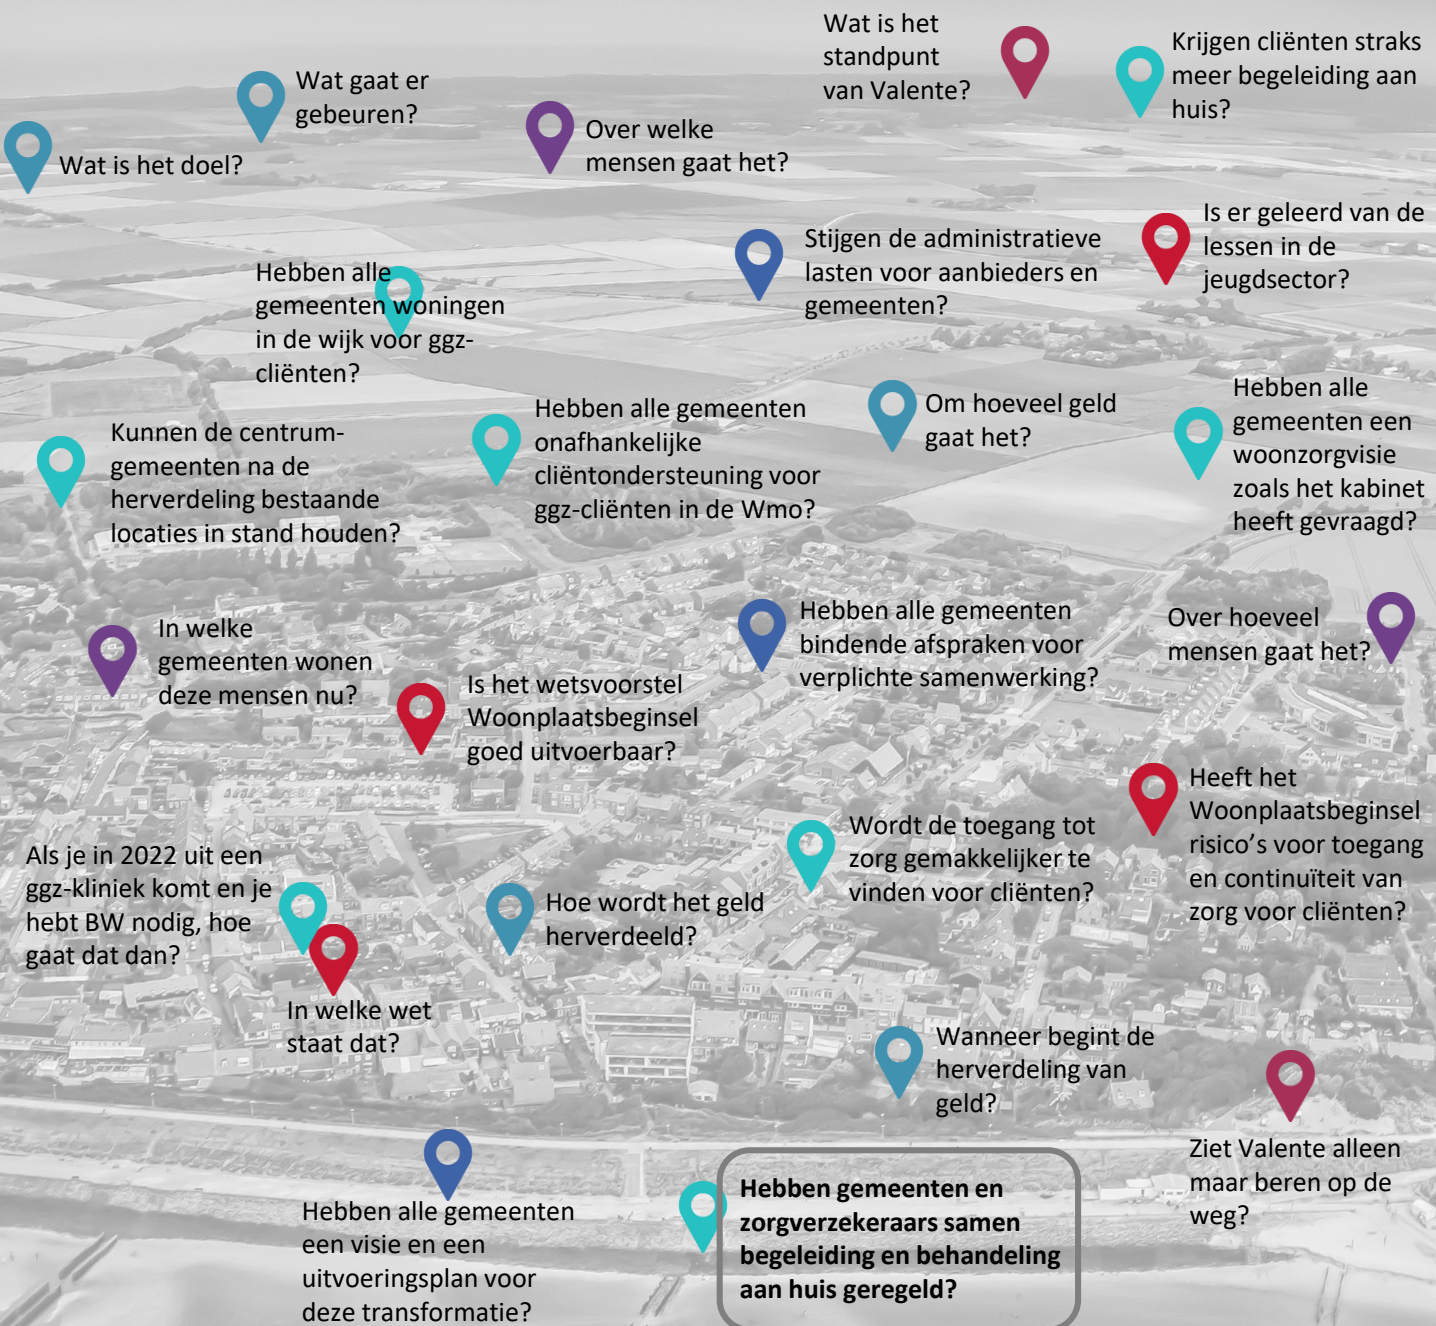 Wat is het
standpunt
van Valente?
Krijgen cliënten straks
meer begeleiding aan
huis?
Wat gaat er
gebeuren?
Wat is het doel?
Over welke
mensen gaat het?
Is er geleerd van de
lessen in de
jeugdsector?
Stijgen de administratieve
lasten voor aanbieders en
gemeenten?
Hebben alle
gemeenten woningen
in de wijk voor ggz-
cliënten?
Hebben alle
gemeenten een
woonzorgvisie
zoals het kabinet
heeft gevraagd?
Om hoeveel geld
gaat het?
Hebben alle gemeenten
onafhankelijke
cliëntondersteuning voor
ggz-cliënten in de Wmo?
Kunnen de centrum-
gemeenten na de
herverdeling bestaande
locaties in stand houden?
Hebben alle gemeenten
bindende afspraken voor
verplichte samenwerking?
Over hoeveel
mensen gaat het?
In welke
gemeenten wonen
deze mensen nu?
Is het wetsvoorstel
Woonplaatsbeginsel
goed uitvoerbaar?
Heeft het
Woonplaatsbeginsel
risico's voor toegang
en continuïteit van
zorg voor cliënten?
Wordt de toegang tot
zorg gemakkelijker te
vinden voor cliënten?
Als je in 2022 uit een
ggz-kliniek komt en je
hebt BW nodig, hoe
gaat dat dan?
Hoe wordt het geld
herverdeeld?
In welke wet
staat dat?
Wanneer begint de
herverdeling van
geld?
Ziet Valente alleen
maar beren op de
weg?
Hebben gemeenten en
zorgverzekeraars samen
begeleiding en behandeling
aan huis geregeld?
Hebben alle gemeenten
een visie en een
uitvoeringsplan voor
deze transformatie?